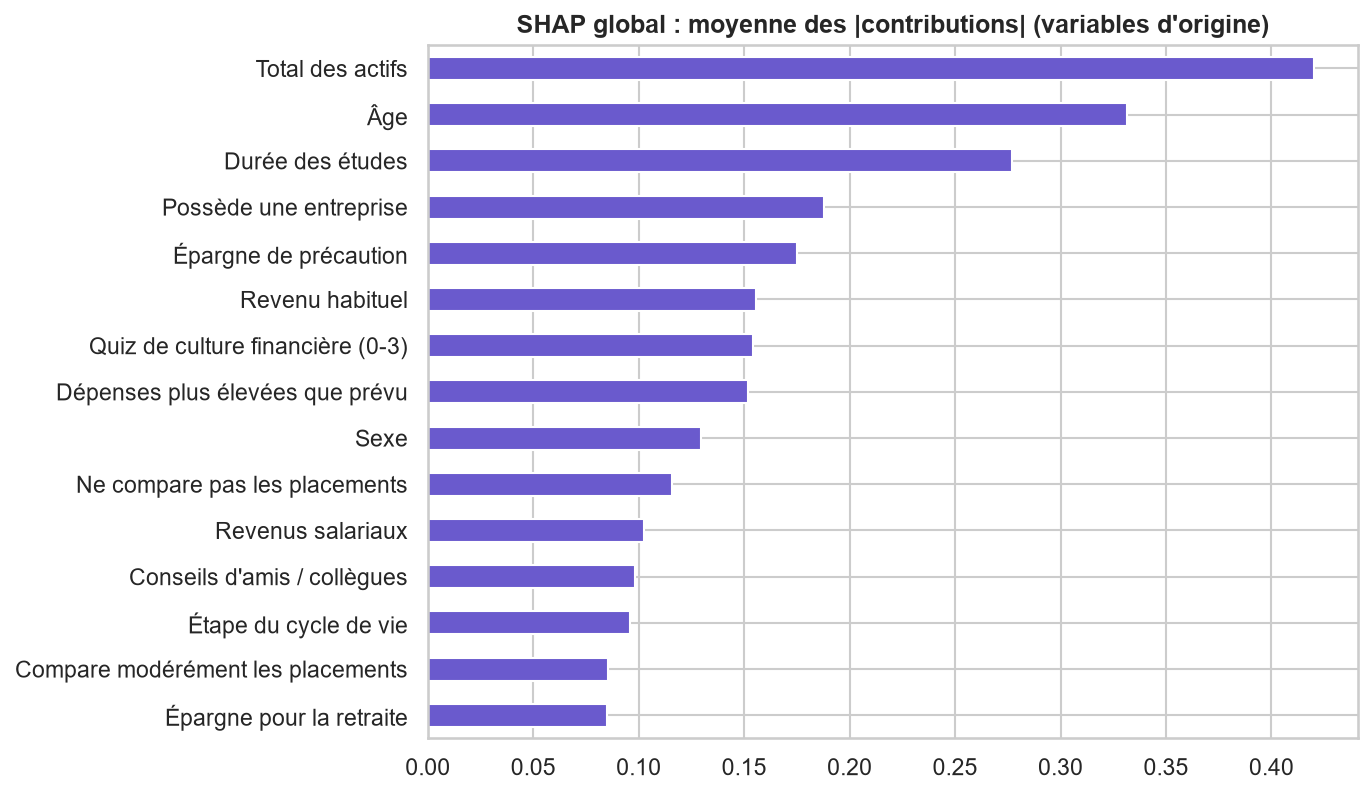 SHAP global : moyenne des |contributions| (variables d'origine)
Total des actifs
Âge
Durée des études
Possède une entreprise
Épargne de précaution
Revenu habituel
Quiz de culture financière (0-3)
Dépenses plus élevées que prévu
Sexe
Ne compare pas les placements
Revenus salariaux
Conseils d'amis / collègues
Étape du cycle de vie
Compare modérément les placements
Épargne pour la retraite
0.00 0.05 0.10 0.15 0.20 0.25 0.30 0.35 0.40